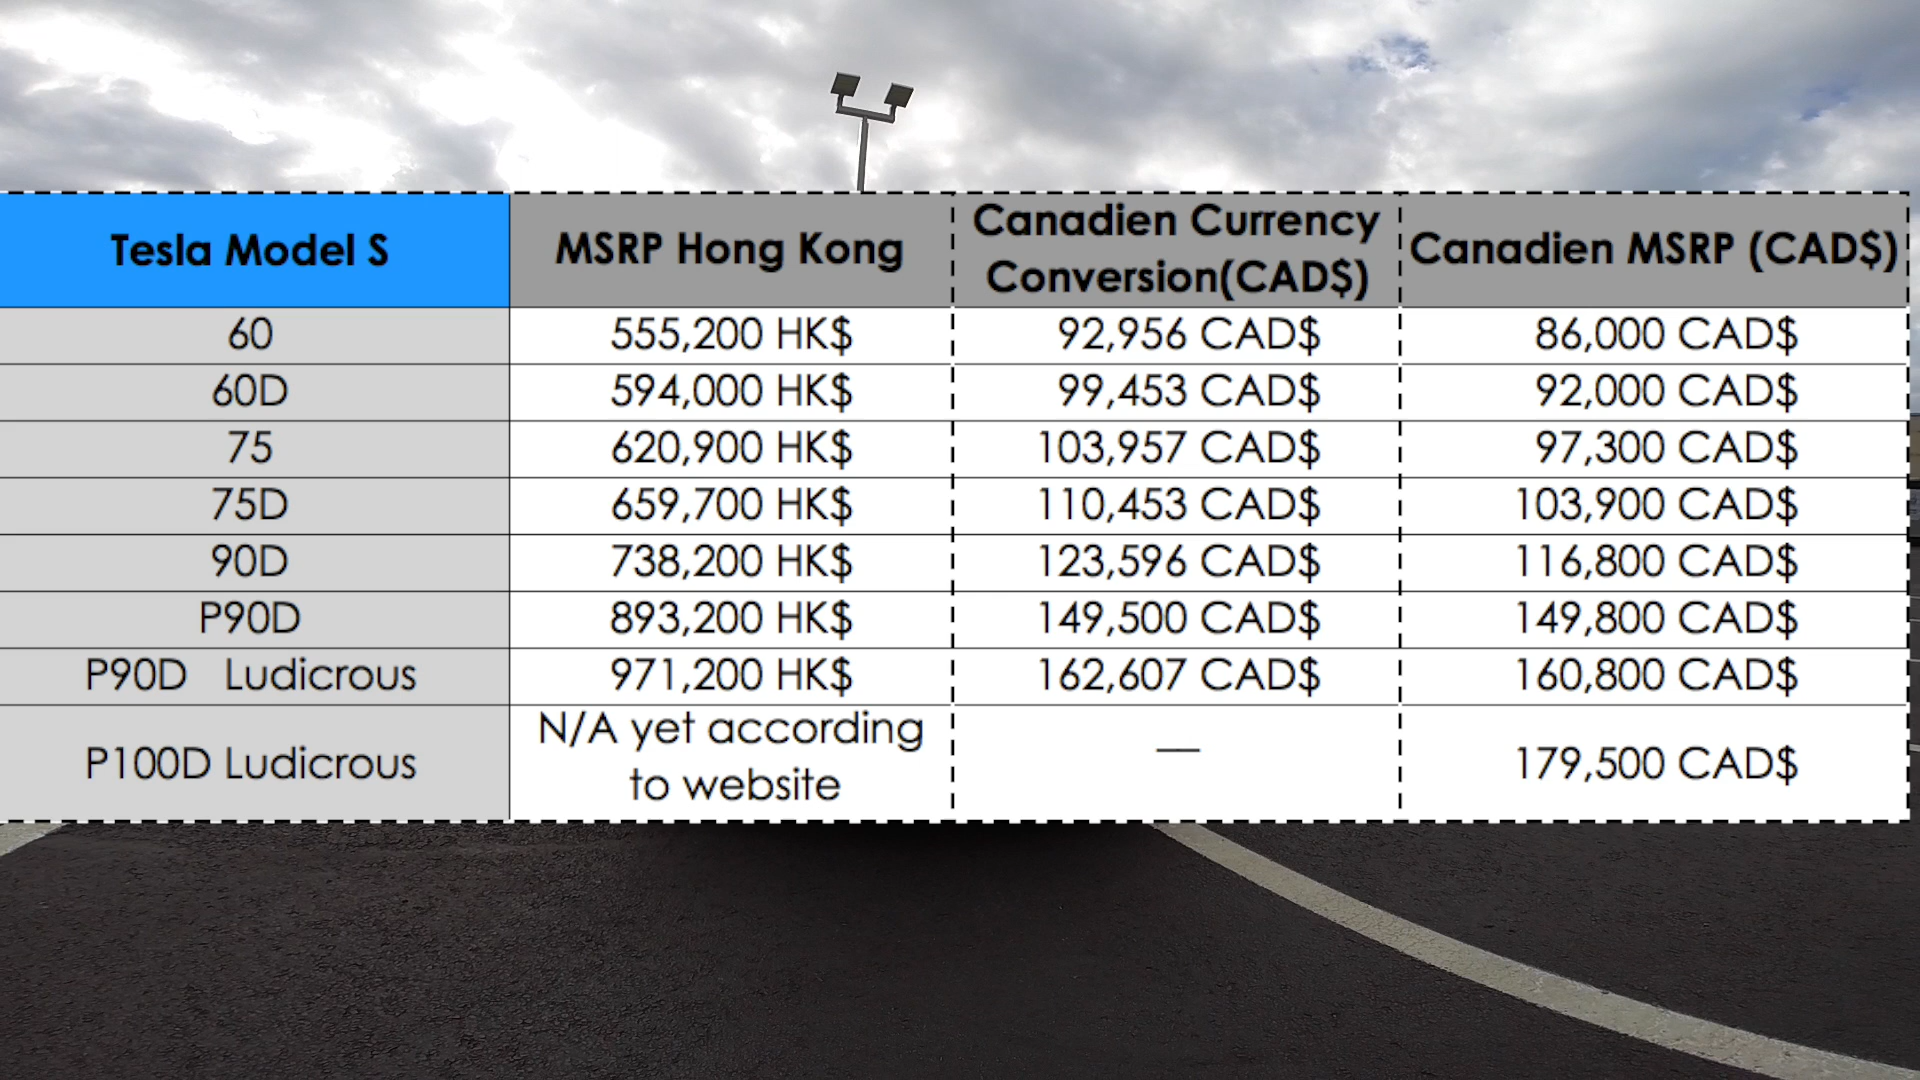 Tesla Model S MSRP Hong Kong Canadien Currency Conversion(CAD$) Canadien MSRP (CAD$)
60 555,200 HK$ 92,956 CAD$ 86,000 CAD$
60D 594,000 HK$ 99,453 CAD$ 92,000 CAD$
75 620,900 HK$ 103,957 CAD$ 97,300 CAD$
75D 659,700 HK$ 110,453 CAD$ 103,900 CAD$
90D 738,200 HK$ 123,596 CAD$ 116,800 CAD$
P90D 893,200 HK$ 149,500 CAD$ 149,800 CAD$
P90D Ludicrous 971,200 HK$ 162,607 CAD$ 160,800 CAD$
P100D Ludicrous N/A yet according to website — 179,500 CAD$